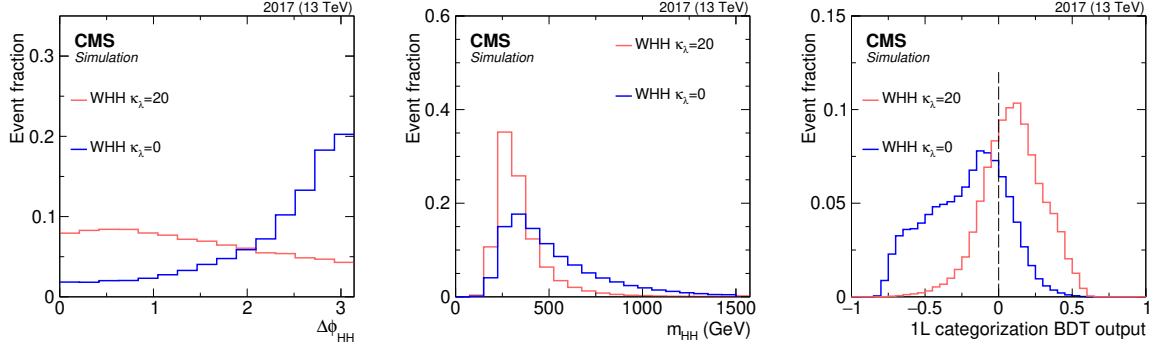 2017 (13 TeV)
CMS
Simulation
WHH κλ=20
WHH κλ=0
Event fraction
0.3
0.2
0.1
0
0 1 2 3
ΔϕHH
2017 (13 TeV)
CMS
Simulation
WHH κλ=20
WHH κλ=0
Event fraction
0.6
0.4
0.2
0
0 500 1000 1500
mHH (GeV)
2017 (13 TeV)
CMS
Simulation
WHH κλ=20
WHH κλ=0
Event fraction
0.15
0.1
0.05
0
−1 −0.5 0 0.5 1
1L categorization BDT output